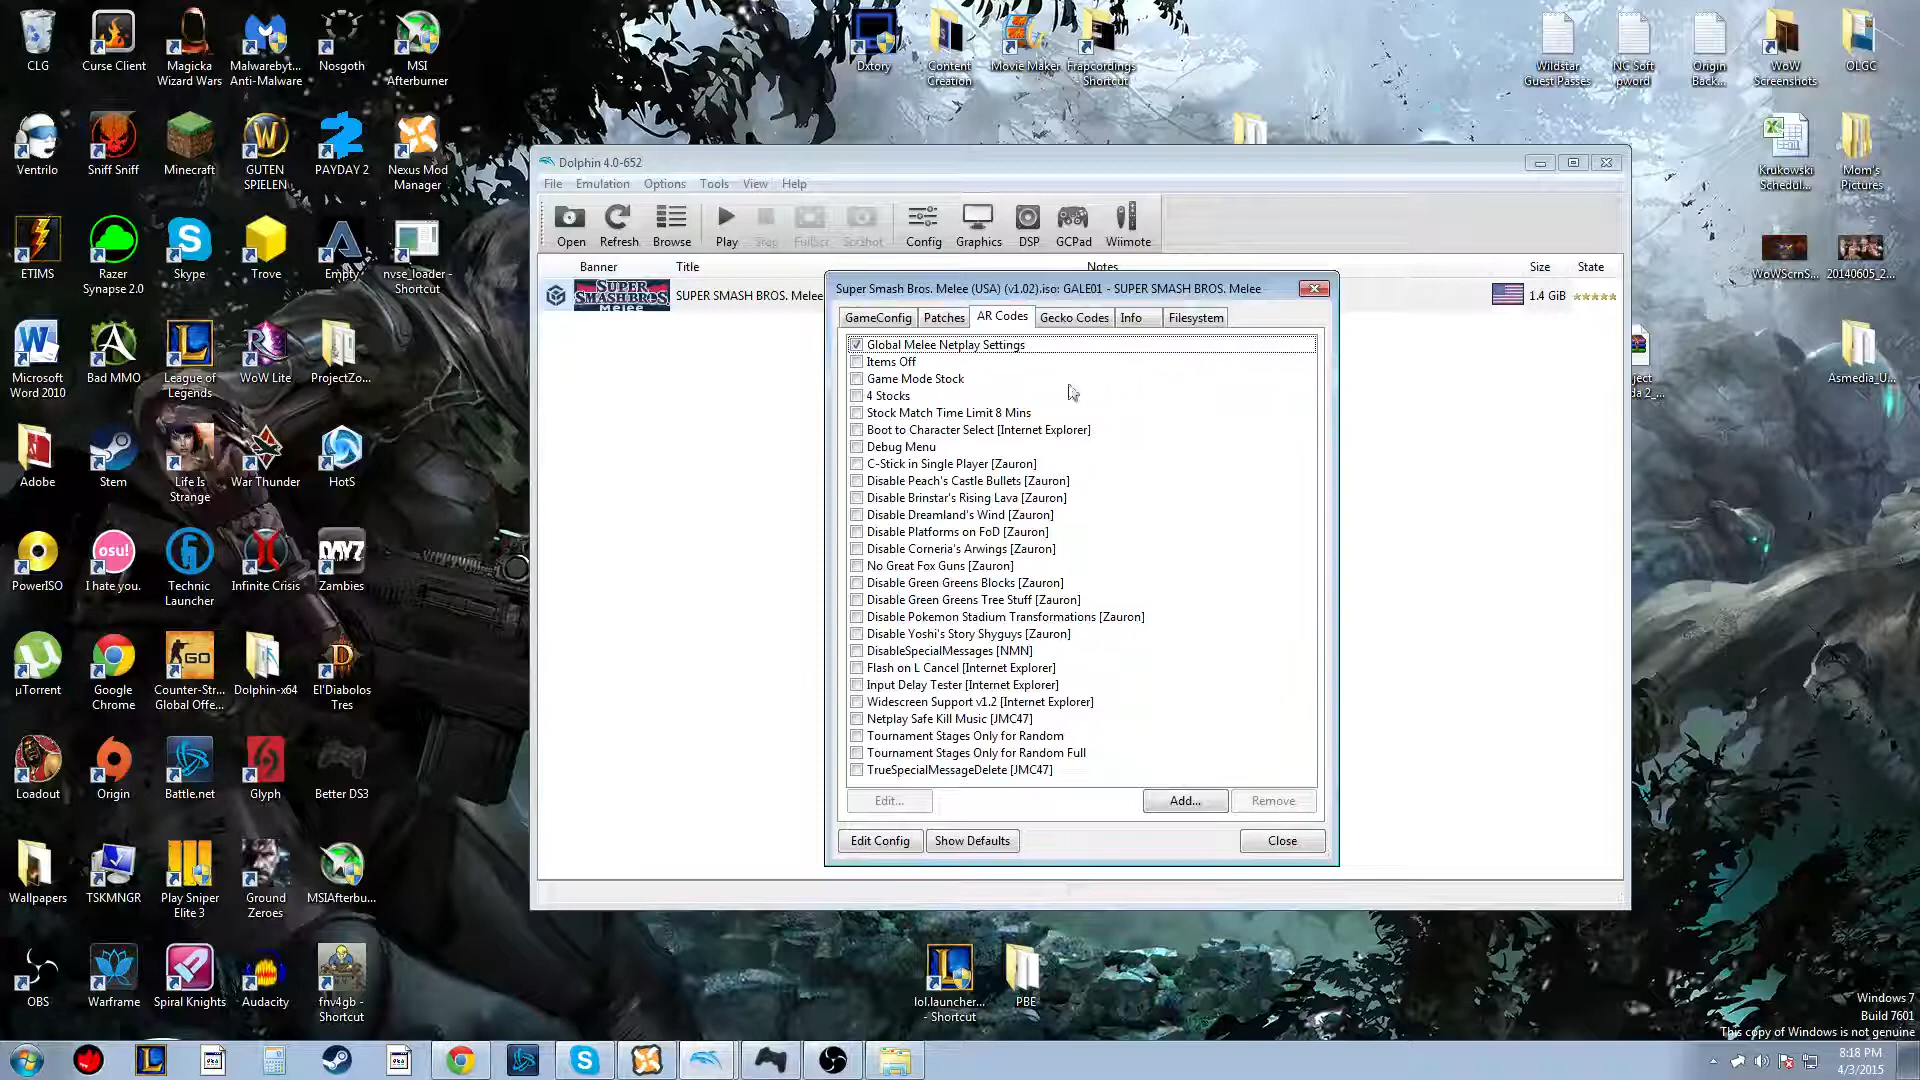 CLG
Curse Client
Magicka
Wizard Wars
Malwarebyt...
Anti-Malware
Nosgoth
MSI
Afterburner
Dxtory
Content
Creation
Movie Maker
Frapcordings
Shortcut
Wildstar
Guest Passes
NC Soft
pword
Origin
Back...
WoW
Screenshots
OLGC
Ventrilo
Sniff Sniff
Minecraft
GUTEN
SPIELEN
PAYDAY 2
Nexus Mod
Manager
Krukowski
Schedul...
Mom's
Pictures
ETIMS
Razer
Synapse 2.0
Skype
Trove
Empty
nvse_loader -
Shortcut
WoWScrnS...
20140605_2...
Microsoft
Word 2010
Bad MMO
League of
Legends
WoW Lite
ProjectZo...
Asmedia_U...
Adobe
Stem
Life Is
Strange
War Thunder
HotS
PowerISO
osu!
I hate you.
Technic
Launcher
Infinite Crisis
DAYZ
Zambies
µTorrent
Google
Chrome
GO
Counter-Str...
Global Offe...
Dolphin-x64
El'Diabolos
Tres
Loadout
Origin
Battle.net
Glyph
Better DS3
Wallpapers
TSKMNGR
Play Sniper
Elite 3
Ground
Zeroes
MSIAfterbu...
OBS
Warframe
Spiral Knights
Audacity
fnv4gb -
Shortcut
lol.launcher...
- Shortcut
PBE
Dolphin 4.0-652
File Emulation Options Tools View Help
Open Refresh Browse Play Stop FullScr ScrShot Config Graphics DSP GCPad Wiimote
Banner Title Notes Size State
SUPER
SMASH BROS.
Melee
SUPER SMASH BROS. Melee
1.4 GiB
Super Smash Bros. Melee (USA) (v1.02).iso: GALE01 - SUPER SMASH BROS. Melee
GameConfig Patches AR Codes Gecko Codes Info Filesystem
Global Melee Netplay Settings
Items Off
Game Mode Stock
4 Stocks
Stock Match Time Limit 8 Mins
Boot to Character Select [Internet Explorer]
Debug Menu
C-Stick in Single Player [Zauron]
Disable Peach's Castle Bullets [Zauron]
Disable Brinstar's Rising Lava [Zauron]
Disable Dreamland's Wind [Zauron]
Disable Platforms on FoD [Zauron]
Disable Corneria's Arwings [Zauron]
No Great Fox Guns [Zauron]
Disable Green Greens Blocks [Zauron]
Disable Green Greens Tree Stuff [Zauron]
Disable Pokemon Stadium Transformations [Zauron]
Disable Yoshi's Story Shyguys [Zauron]
DisableSpecialMessages [NMN]
Flash on L Cancel [Internet Explorer]
Input Delay Tester [Internet Explorer]
Widescreen Support v1.2 [Internet Explorer]
Netplay Safe Kill Music [JMC47]
Tournament Stages Only for Random
Tournament Stages Only for Random Full
TrueSpecialMessageDelete [JMC47]
Edit... Add... Remove
Edit Config Show Defaults Close
Windows 7
Build 7601
This copy of Windows is not genuine
8:18 PM
4/3/2015